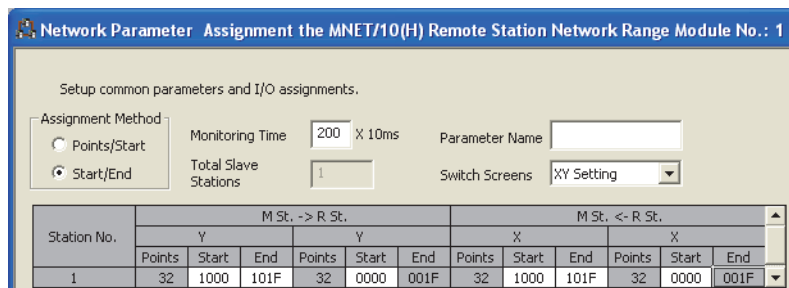 Network Parameter Assignment the MNET/10(H) Remote Station Network Range Module No.: 1
Setup common parameters and I/O assignments.
Assignment Method
Points/Start
Start/End
Monitoring Time 200 X 10ms
Total Slave Stations 1
Parameter Name
Switch Screens XY Setting
Station No. M St. -> R St. M St. <- R St.
Y Y X X
Points Start End Points Start End Points Start End Points Start End
1 32 1000 101F 32 0000 001F 32 1000 101F 32 0000 001F